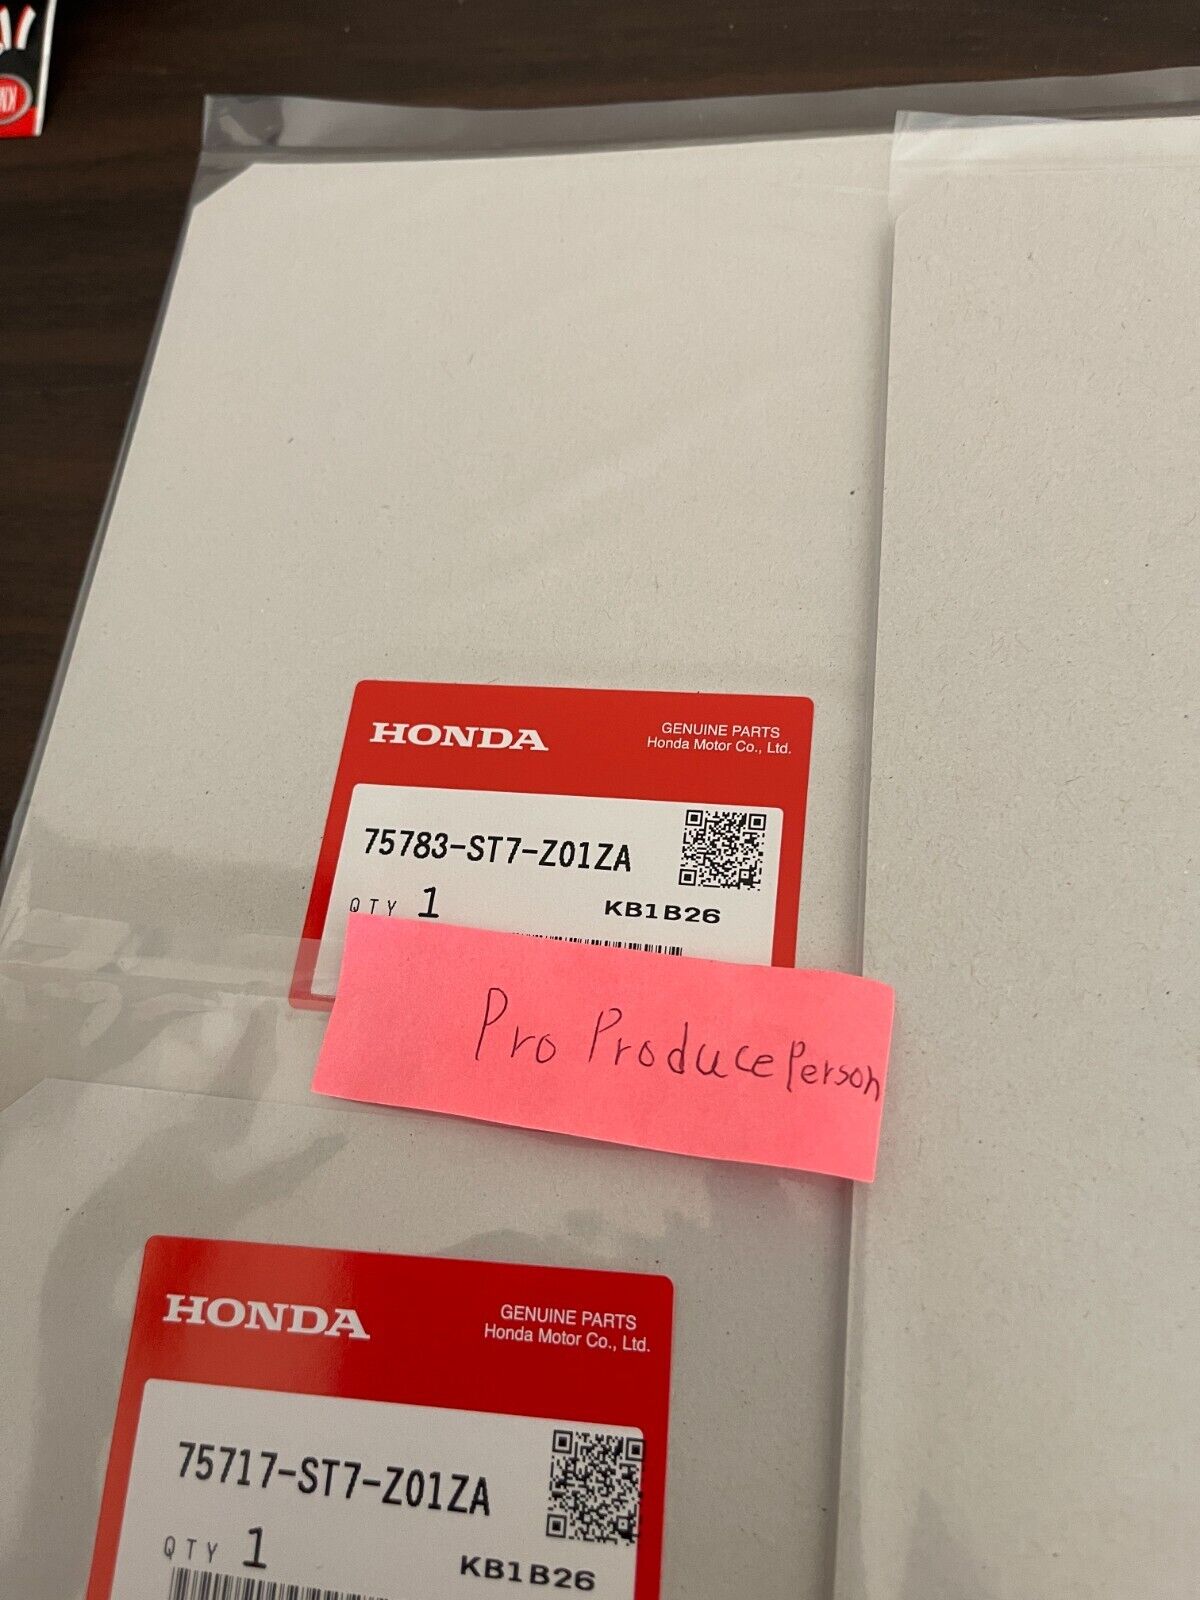 HONDA
GENUINE PARTS
Honda Motor Co., Ltd.
75783-ST7-Z01ZA
QTY 1
KB1B26
Pro Produce Person
HONDA
GENUINE PARTS
Honda Motor Co., Ltd.
75717-ST7-Z01ZA
QTY 1
KB1B26